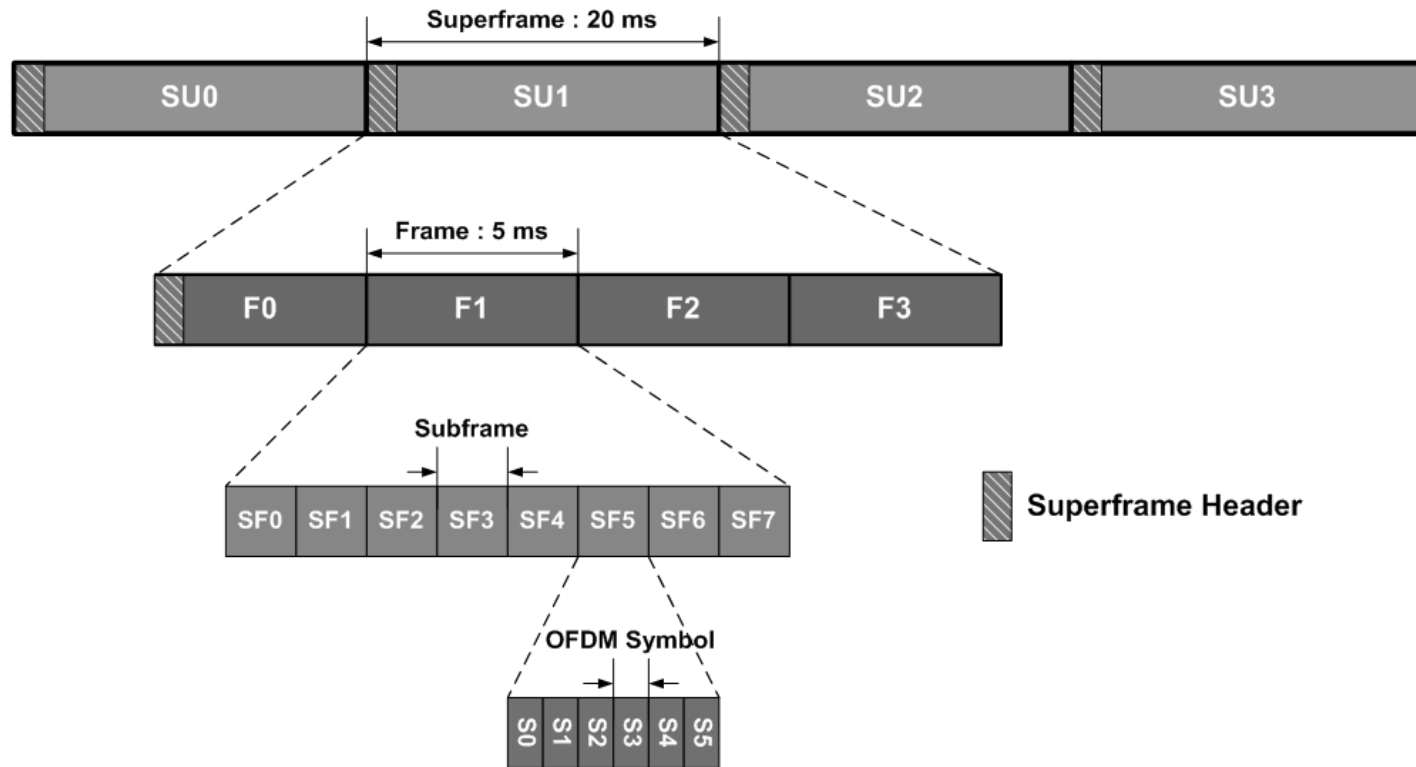 Superframe : 20 ms
SU0 SU1 SU2 SU3
Frame : 5 ms
F0 F1 F2 F3
Subframe
SF0 SF1 SF2 SF3 SF4 SF5 SF6 SF7
Superframe Header
OFDM Symbol
S0 S1 S2 S3 S4 S5